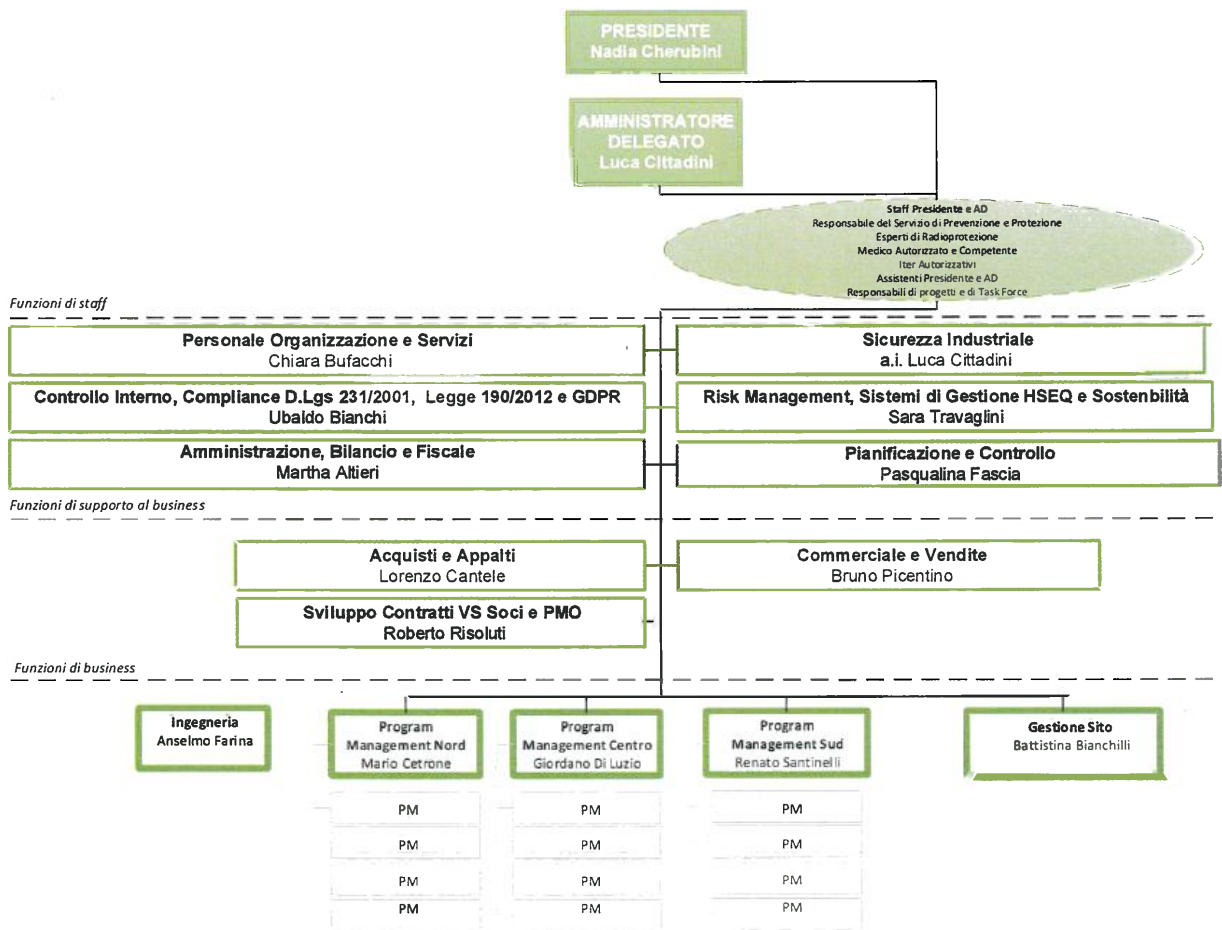 PRESIDENTE
Nadia Cherubini
AMMINISTRATORE
DELEGATO
Luca Cittadini
Staff Presidente e AD
Responsabile del Servizio di Prevenzione e Protezione
Esperti di Radioprotezione
Medico Autorizzato e Competente
Iter Autorizzativi
Assistenti Presidente e AD
Responsabili di progetti e di Task Force
Funzioni di staff
Personale Organizzazione e Servizi
Chiara Bufacchi
Sicurezza Industriale
a.i. Luca Cittadini
Controllo Interno, Compliance D.Lgs 231/2001, Legge 190/2012 e GDPR
Ubaldo Bianchi
Risk Management, Sistemi di Gestione HSEQ e Sostenbilità
Sara Travaglini
Amministrazione, Bilancio e Fiscale
Martha Altieri
Pianificazione e Controllo
Pasqualina Fascia
Funzioni di supporto al business
Acquisti e Appalti
Lorenzo Cantele
Commerciale e Vendite
Bruno Picentino
Sviluppo Contratti VS Soci e PMO
Roberto Risoluti
Funzioni di business
Ingegneria
Anselmo Farina
Program
Management Nord
Mario Cetrone
Program
Management Centro
Giordano Di Luzio
Program
Management Sud
Renato Santinelli
Gestione Sito
Battistina Bianchilli
PM PM PM
PM PM PM
PM PM PM
PM PM PM